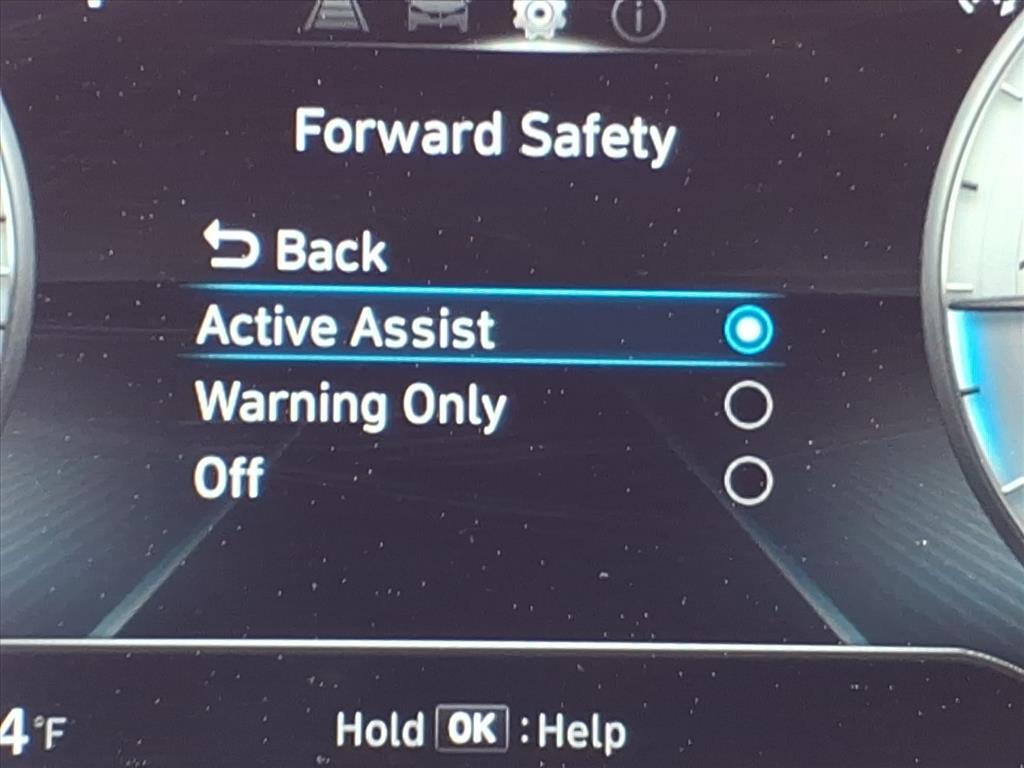 Forward Safety
Back
Active Assist
Warning Only
Off
4°F
Hold OK : Help